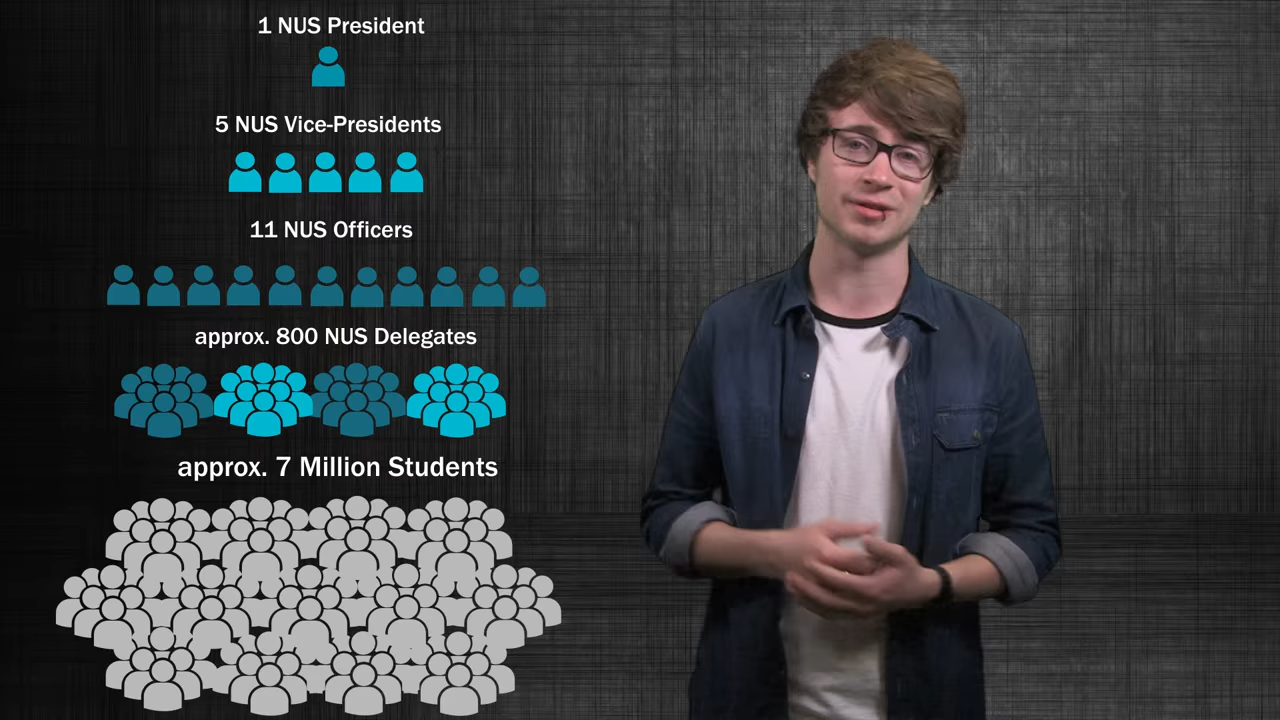 1 NUS President
5 NUS Vice-Presidents
11 NUS Officers
approx. 800 NUS Delegates
approx. 7 Million Students